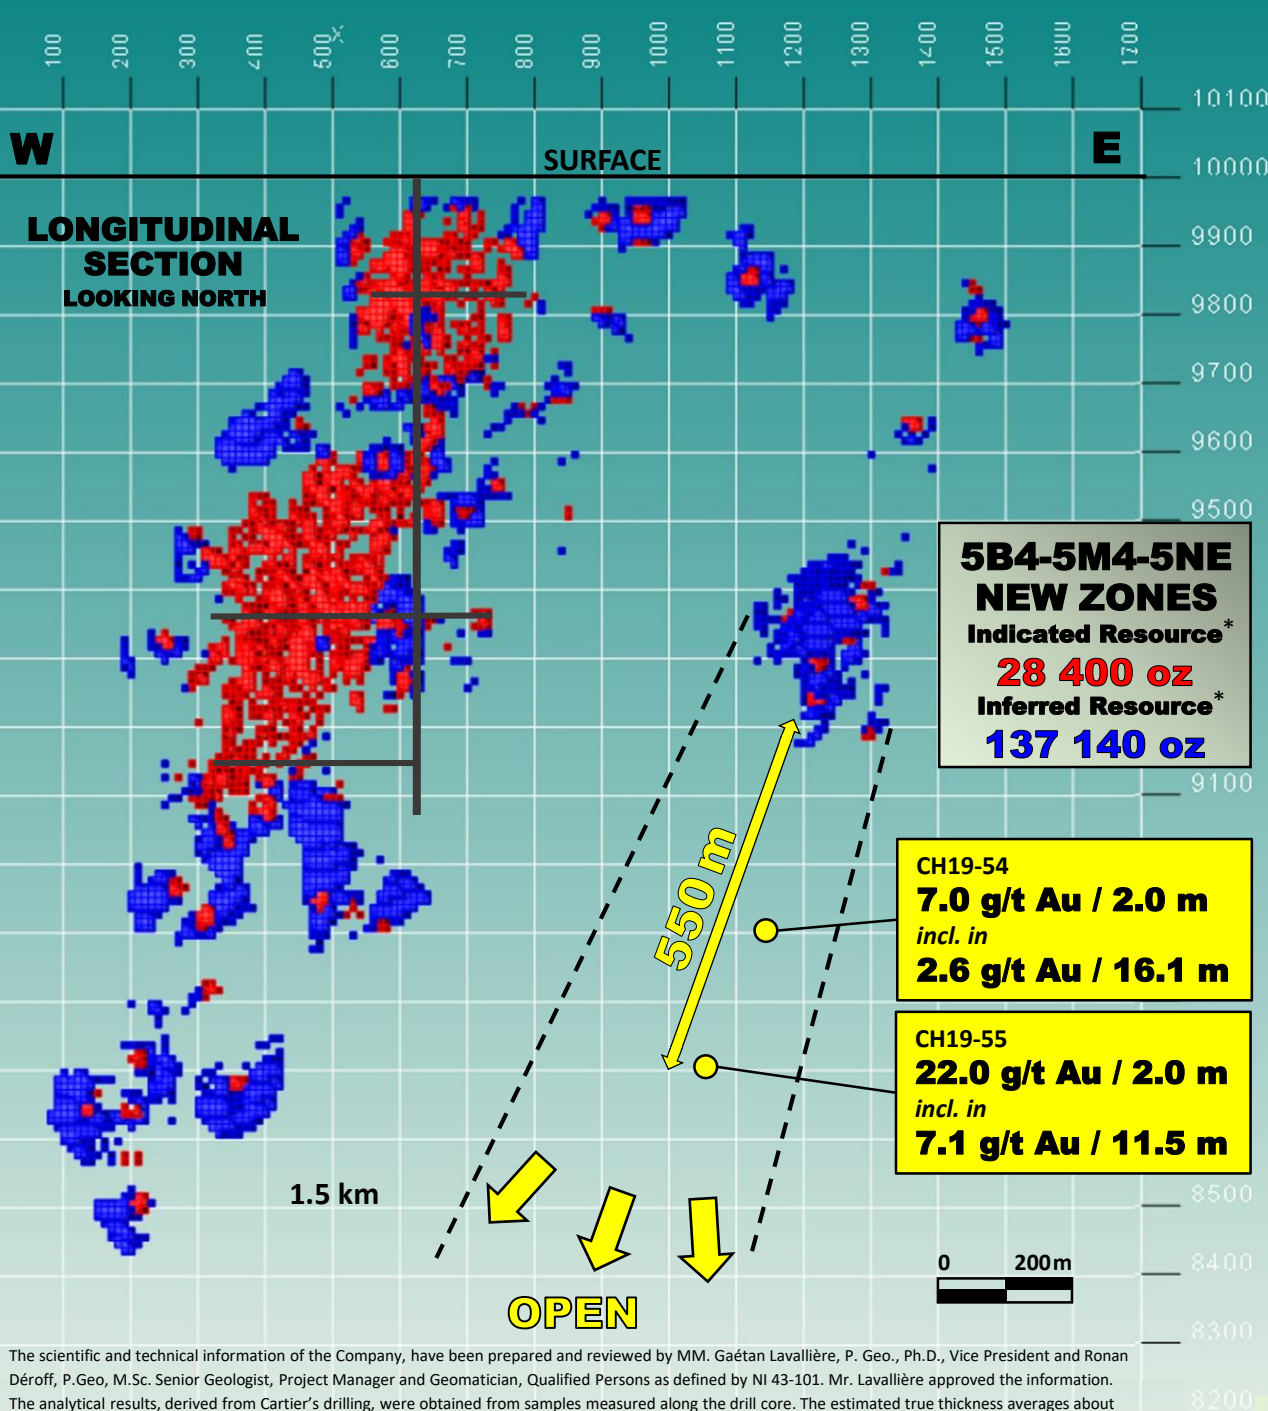 100 200 300 400 500 600 700 800 900 1000 1100 1200 1300 1400 1500 1600 1700
X
10100
W
E
SURFACE
10000
LONGITUDINAL
SECTION
LOOKING NORTH
9900
9800
9700
9600
9500
5B4-5M4-5NE
NEW ZONES
Indicated Resource*
28 400 oz
Inferred Resource*
137 140 oz
9100
550 m
CH19-54
7.0 g/t Au / 2.0 m
incl. in
2.6 g/t Au / 16.1 m
CH19-55
22.0 g/t Au / 2.0 m
incl. in
7.1 g/t Au / 11.5 m
1.5 km
8500
8400
0 200m
OPEN
8300
The scientific and technical information of the Company, have been prepared and reviewed by MM. Gaétan Lavallière, P. Geo., Ph.D., Vice President and Ronan
Déroff, P.Geo, M.Sc. Senior Geologist, Project Manager and Geomatician, Qualified Persons as defined by NI 43-101. Mr. Lavallière approved the information.
The analytical results, derived from Cartier's drilling, were obtained from samples measured along the drill core. The estimated true thickness averages about
8200